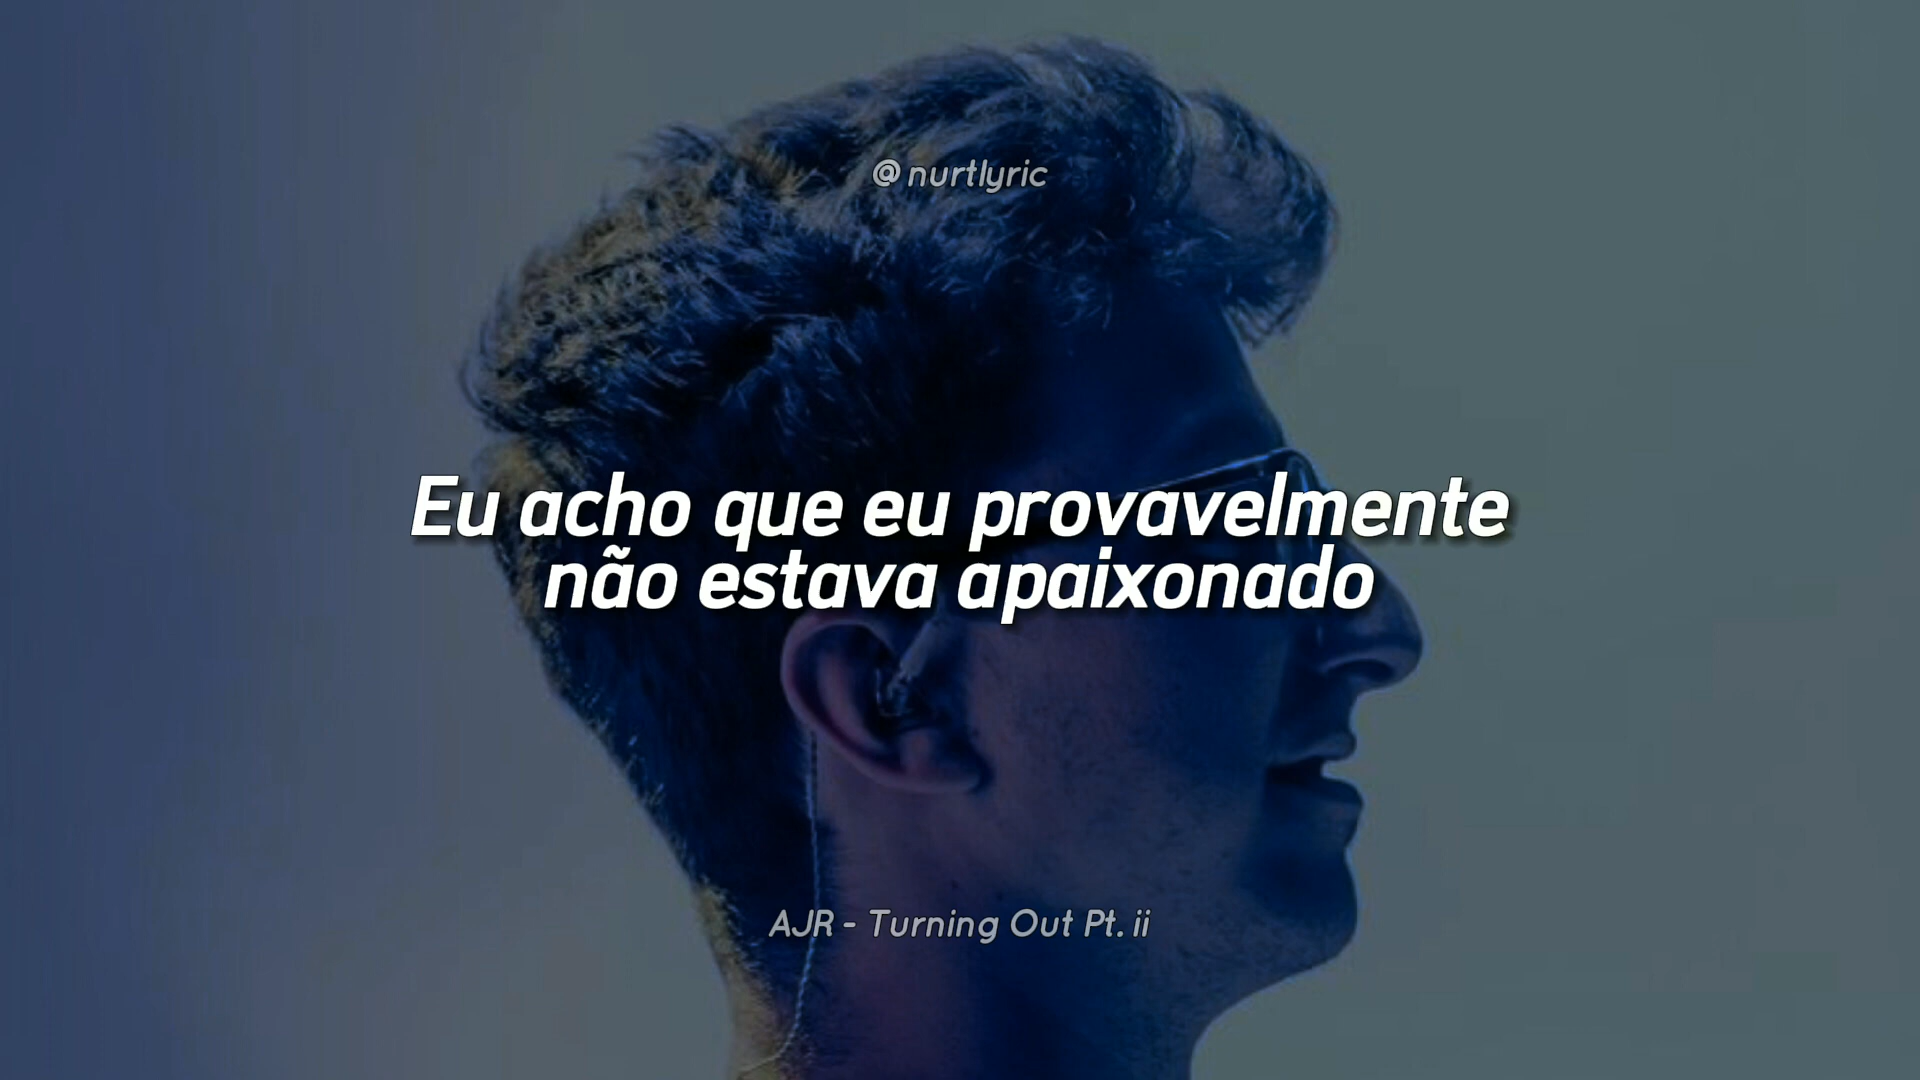 @nurtlyric
Eu acho que eu provavelmente
não estava apaixonado
AJR - Turning Out Pt. ii